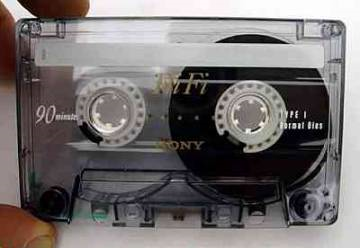 HiFi
90 minutes
TYPE I
Normal Bias
SONY